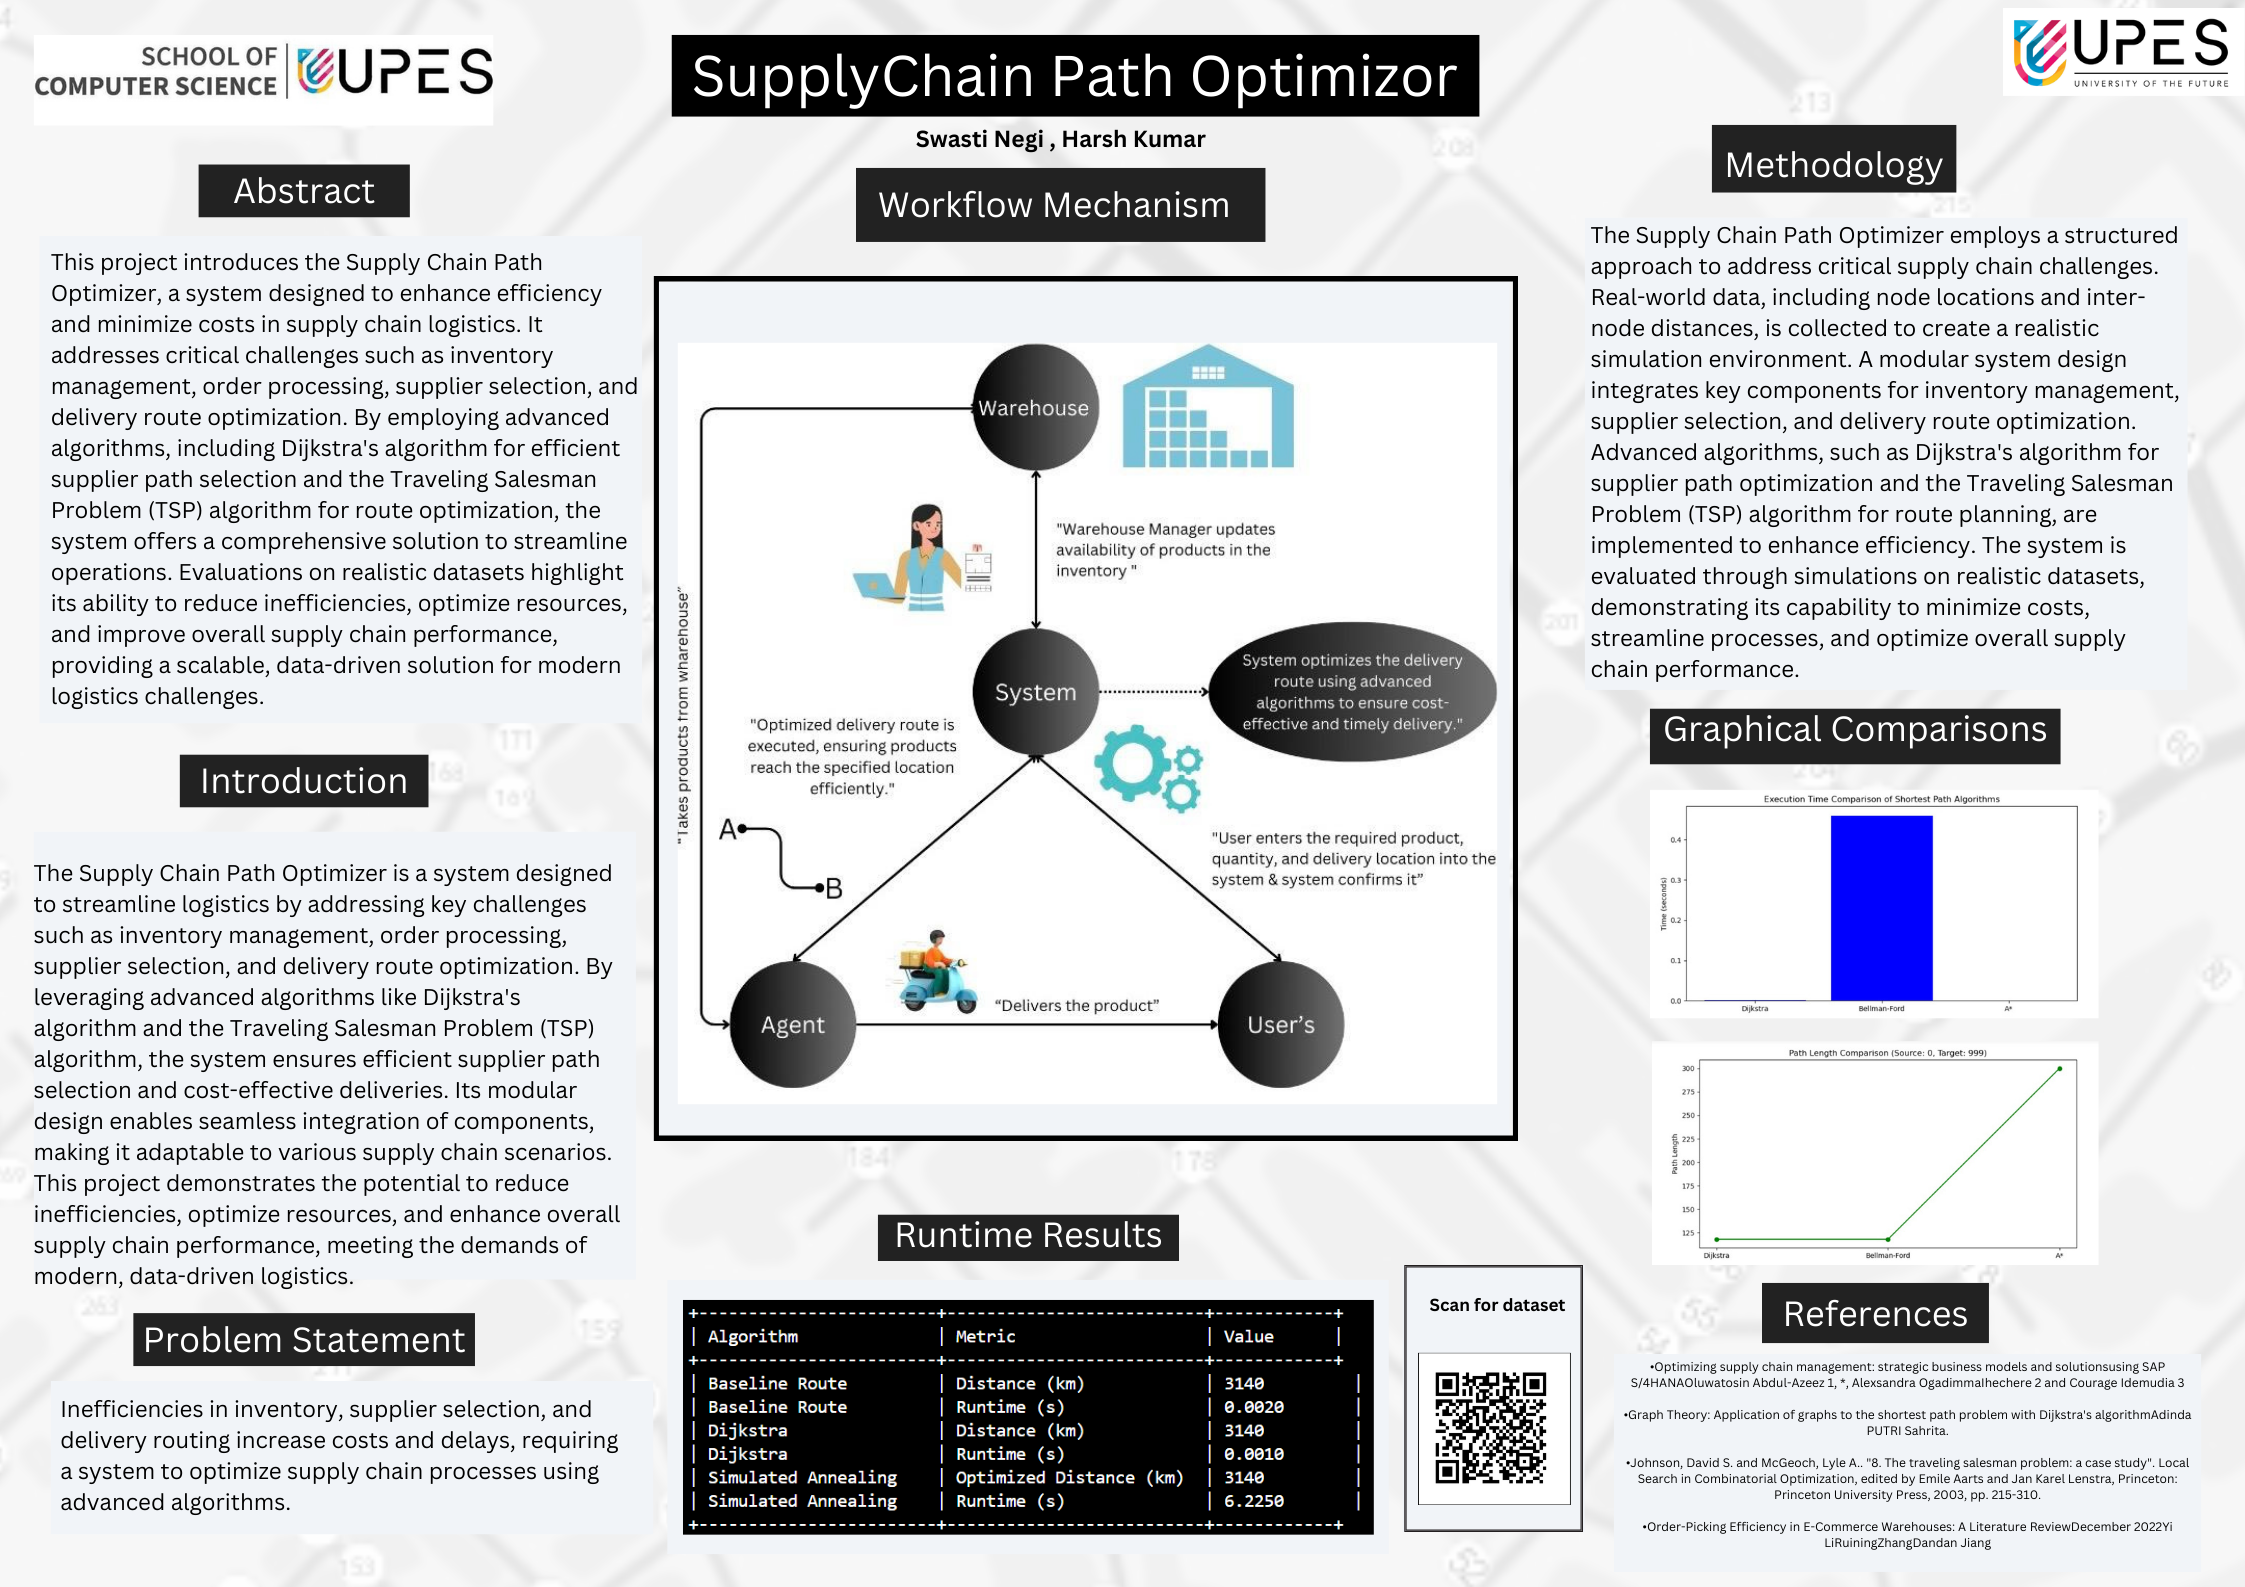 SCHOOL OF
COMPUTER SCIENCE
UPES
SupplyChain Path Optimizor
Swasti Negi , Harsh Kumar
UPES
UNIVERSITY OF THE FUTURE
Abstract
This project introduces the Supply Chain Path
Optimizer, a system designed to enhance efficiency
and minimize costs in supply chain logistics. It
addresses critical challenges such as inventory
management, order processing, supplier selection, and
delivery route optimization. By employing advanced
algorithms, including Dijkstra's algorithm for efficient
supplier path selection and the Traveling Salesman
Problem (TSP) algorithm for route optimization, the
system offers a comprehensive solution to streamline
operations. Evaluations on realistic datasets highlight
its ability to reduce inefficiencies, optimize resources,
and improve overall supply chain performance,
providing a scalable, data-driven solution for modern
logistics challenges.
Introduction
The Supply Chain Path Optimizer is a system designed
to streamline logistics by addressing key challenges
such as inventory management, order processing,
supplier selection, and delivery route optimization. By
leveraging advanced algorithms like Dijkstra's
algorithm and the Traveling Salesman Problem (TSP)
algorithm, the system ensures efficient supplier path
selection and cost-effective deliveries. Its modular
design enables seamless integration of components,
making it adaptable to various supply chain scenarios.
This project demonstrates the potential to reduce
inefficiencies, optimize resources, and enhance overall
supply chain performance, meeting the demands of
modern, data-driven logistics.
Problem Statement
Inefficiencies in inventory, supplier selection, and
delivery routing increase costs and delays, requiring
a system to optimize supply chain processes using
advanced algorithms.
Workflow Mechanism
Warehouse
"Warehouse Manager updates
availability of products in the
inventory "
"Takes products from wharehouse"
System
System optimizes the delivery
route using advanced
algorithms to ensure cost-
effective and timely delivery."
"Optimized delivery route is
executed, ensuring products
reach the specified location
efficiently."
A
B
"User enters the required product,
quantity, and delivery location into the
system & system confirms it”
Agent
“Delivers the product”
User’s
Runtime Results
+------------------------+--------------------------+------------+
| Algorithm | Metric | Value |
+------------------------+--------------------------+------------+
| Baseline Route | Distance (km) | 3140 |
| Baseline Route | Runtime (s) | 0.0020 |
| Dijkstra | Distance (km) | 3140 |
| Dijkstra | Runtime (s) | 0.0010 |
| Simulated Annealing | Optimized Distance (km) | 3140 |
| Simulated Annealing | Runtime (s) | 6.2250 |
+------------------------+--------------------------+------------+
Scan for dataset
Methodology
The Supply Chain Path Optimizer employs a structured
approach to address critical supply chain challenges.
Real-world data, including node locations and inter-
node distances, is collected to create a realistic
simulation environment. A modular system design
integrates key components for inventory management,
supplier selection, and delivery route optimization.
Advanced algorithms, such as Dijkstra's algorithm for
supplier path optimization and the Traveling Salesman
Problem (TSP) algorithm for route planning, are
implemented to enhance efficiency. The system is
evaluated through simulations on realistic datasets,
demonstrating its capability to minimize costs,
streamline processes, and optimize overall supply
chain performance.
Graphical Comparisons
Execution Time Comparison of Shortest Path Algorithms
Time (seconds)
0.4
0.3
0.2
0.1
0.0
Dijkstra Bellman-Ford A*
Path Length Comparison (Source: 0, Target: 999)
Path Length
300
275
250
225
200
175
150
125
Dijkstra Bellman-Ford A*
References
•Optimizing supply chain management: strategic business models and solutionsusing SAP
S/4HANAOluwatosin Abdul-Azeez 1, *, Alexsandra OgadimmaIhechere 2 and Courage Idemudia 3
•Graph Theory: Application of graphs to the shortest path problem with Dijkstra's algorithmAdinda
PUTRI Sahrita.
•Johnson, David S. and McGeoch, Lyle A.. "8. The traveling salesman problem: a case study". Local
Search in Combinatorial Optimization, edited by Emile Aarts and Jan Karel Lenstra, Princeton:
Princeton University Press, 2003, pp. 215-310.
•Order-Picking Efficiency in E-Commerce Warehouses: A Literature ReviewDecember 2022Yi
LiRuiningZhangDandan Jiang